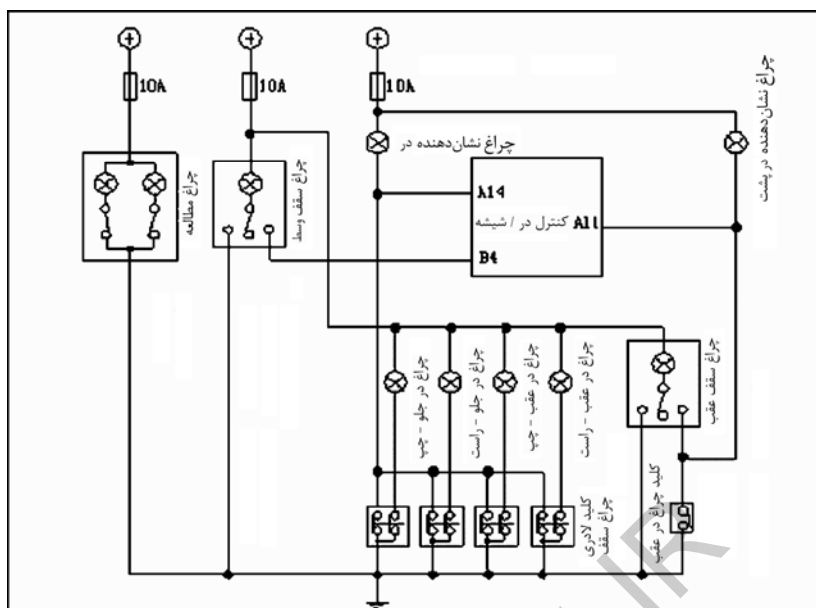 10A
10A
10A
چراغ مطالعه
چراغ سقف وسط
چراغ نشان‌دهنده در
چراغ نشان‌دهنده در پشت
A14
کنترل در / شیشه
A11
B4
چراغ در جلو - چپ
چراغ در جلو - راست
چراغ در عقب - چپ
چراغ در عقب - راست
چراغ سقف عقب
کلید لادری
چراغ سقف
کلید چراغ در عقب
IR